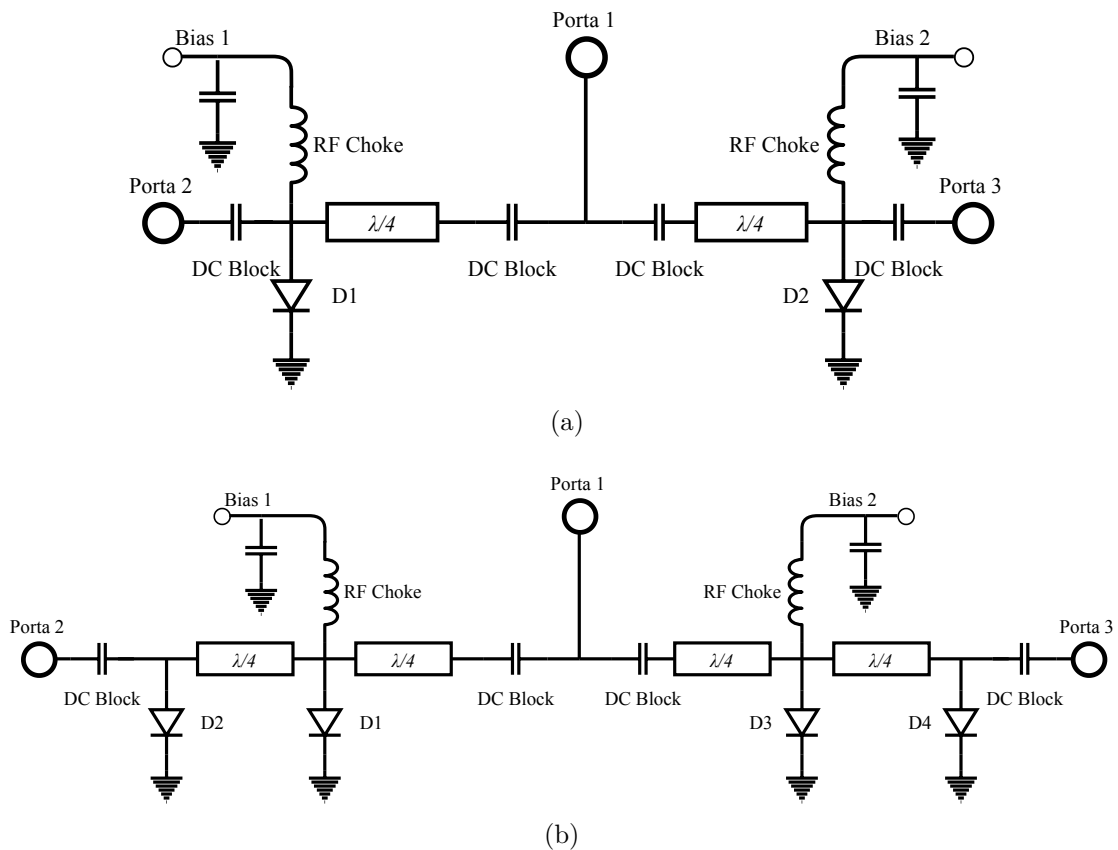 Porta 1
Bias 1
Bias 2
RF Choke
RF Choke
Porta 2
Porta 3
λ/4
λ/4
DC Block
DC Block
DC Block
DC Block
D1
D2
(a)
Porta 1
Bias 1
Bias 2
RF Choke
RF Choke
Porta 2
Porta 3
λ/4
λ/4
λ/4
λ/4
DC Block
DC Block
DC Block
DC Block
D2
D1
D3
D4
(b)